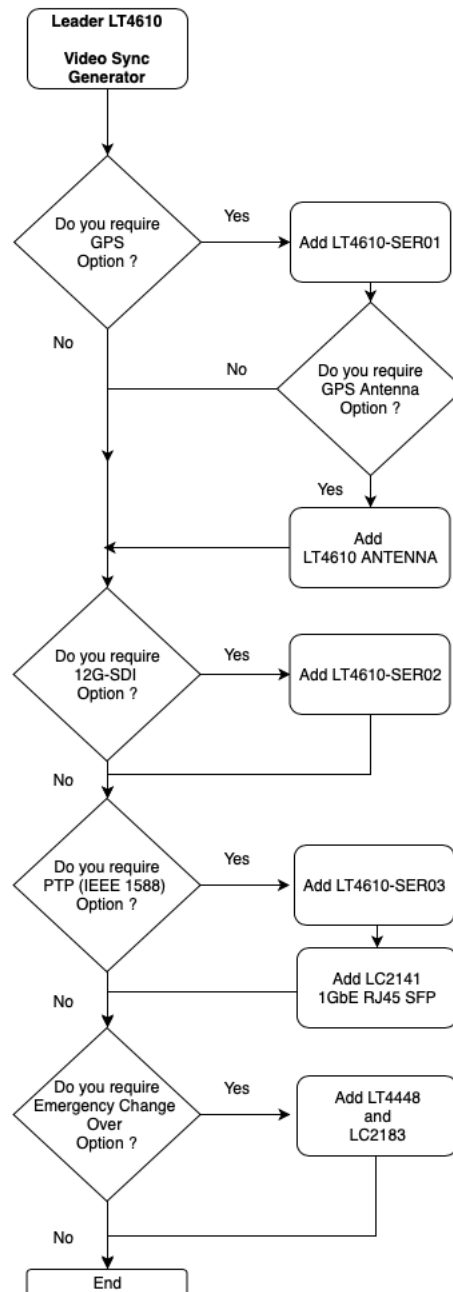 Leader LT4610
Video Sync
Generator
Do you require
GPS
Option ?
Yes
Add LT4610-SER01
No
No
Do you require
GPS Antenna
Option ?
Yes
Add
LT4610 ANTENNA
Do you require
12G-SDI
Option ?
Yes
Add LT4610-SER02
No
Do you require
PTP (IEEE 1588)
Option ?
Yes
Add LT4610-SER03
Add LC2141
1GbE RJ45 SFP
No
Do you require
Emergency Change
Over
Option ?
Yes
Add LT4448
and
LC2183
No
End